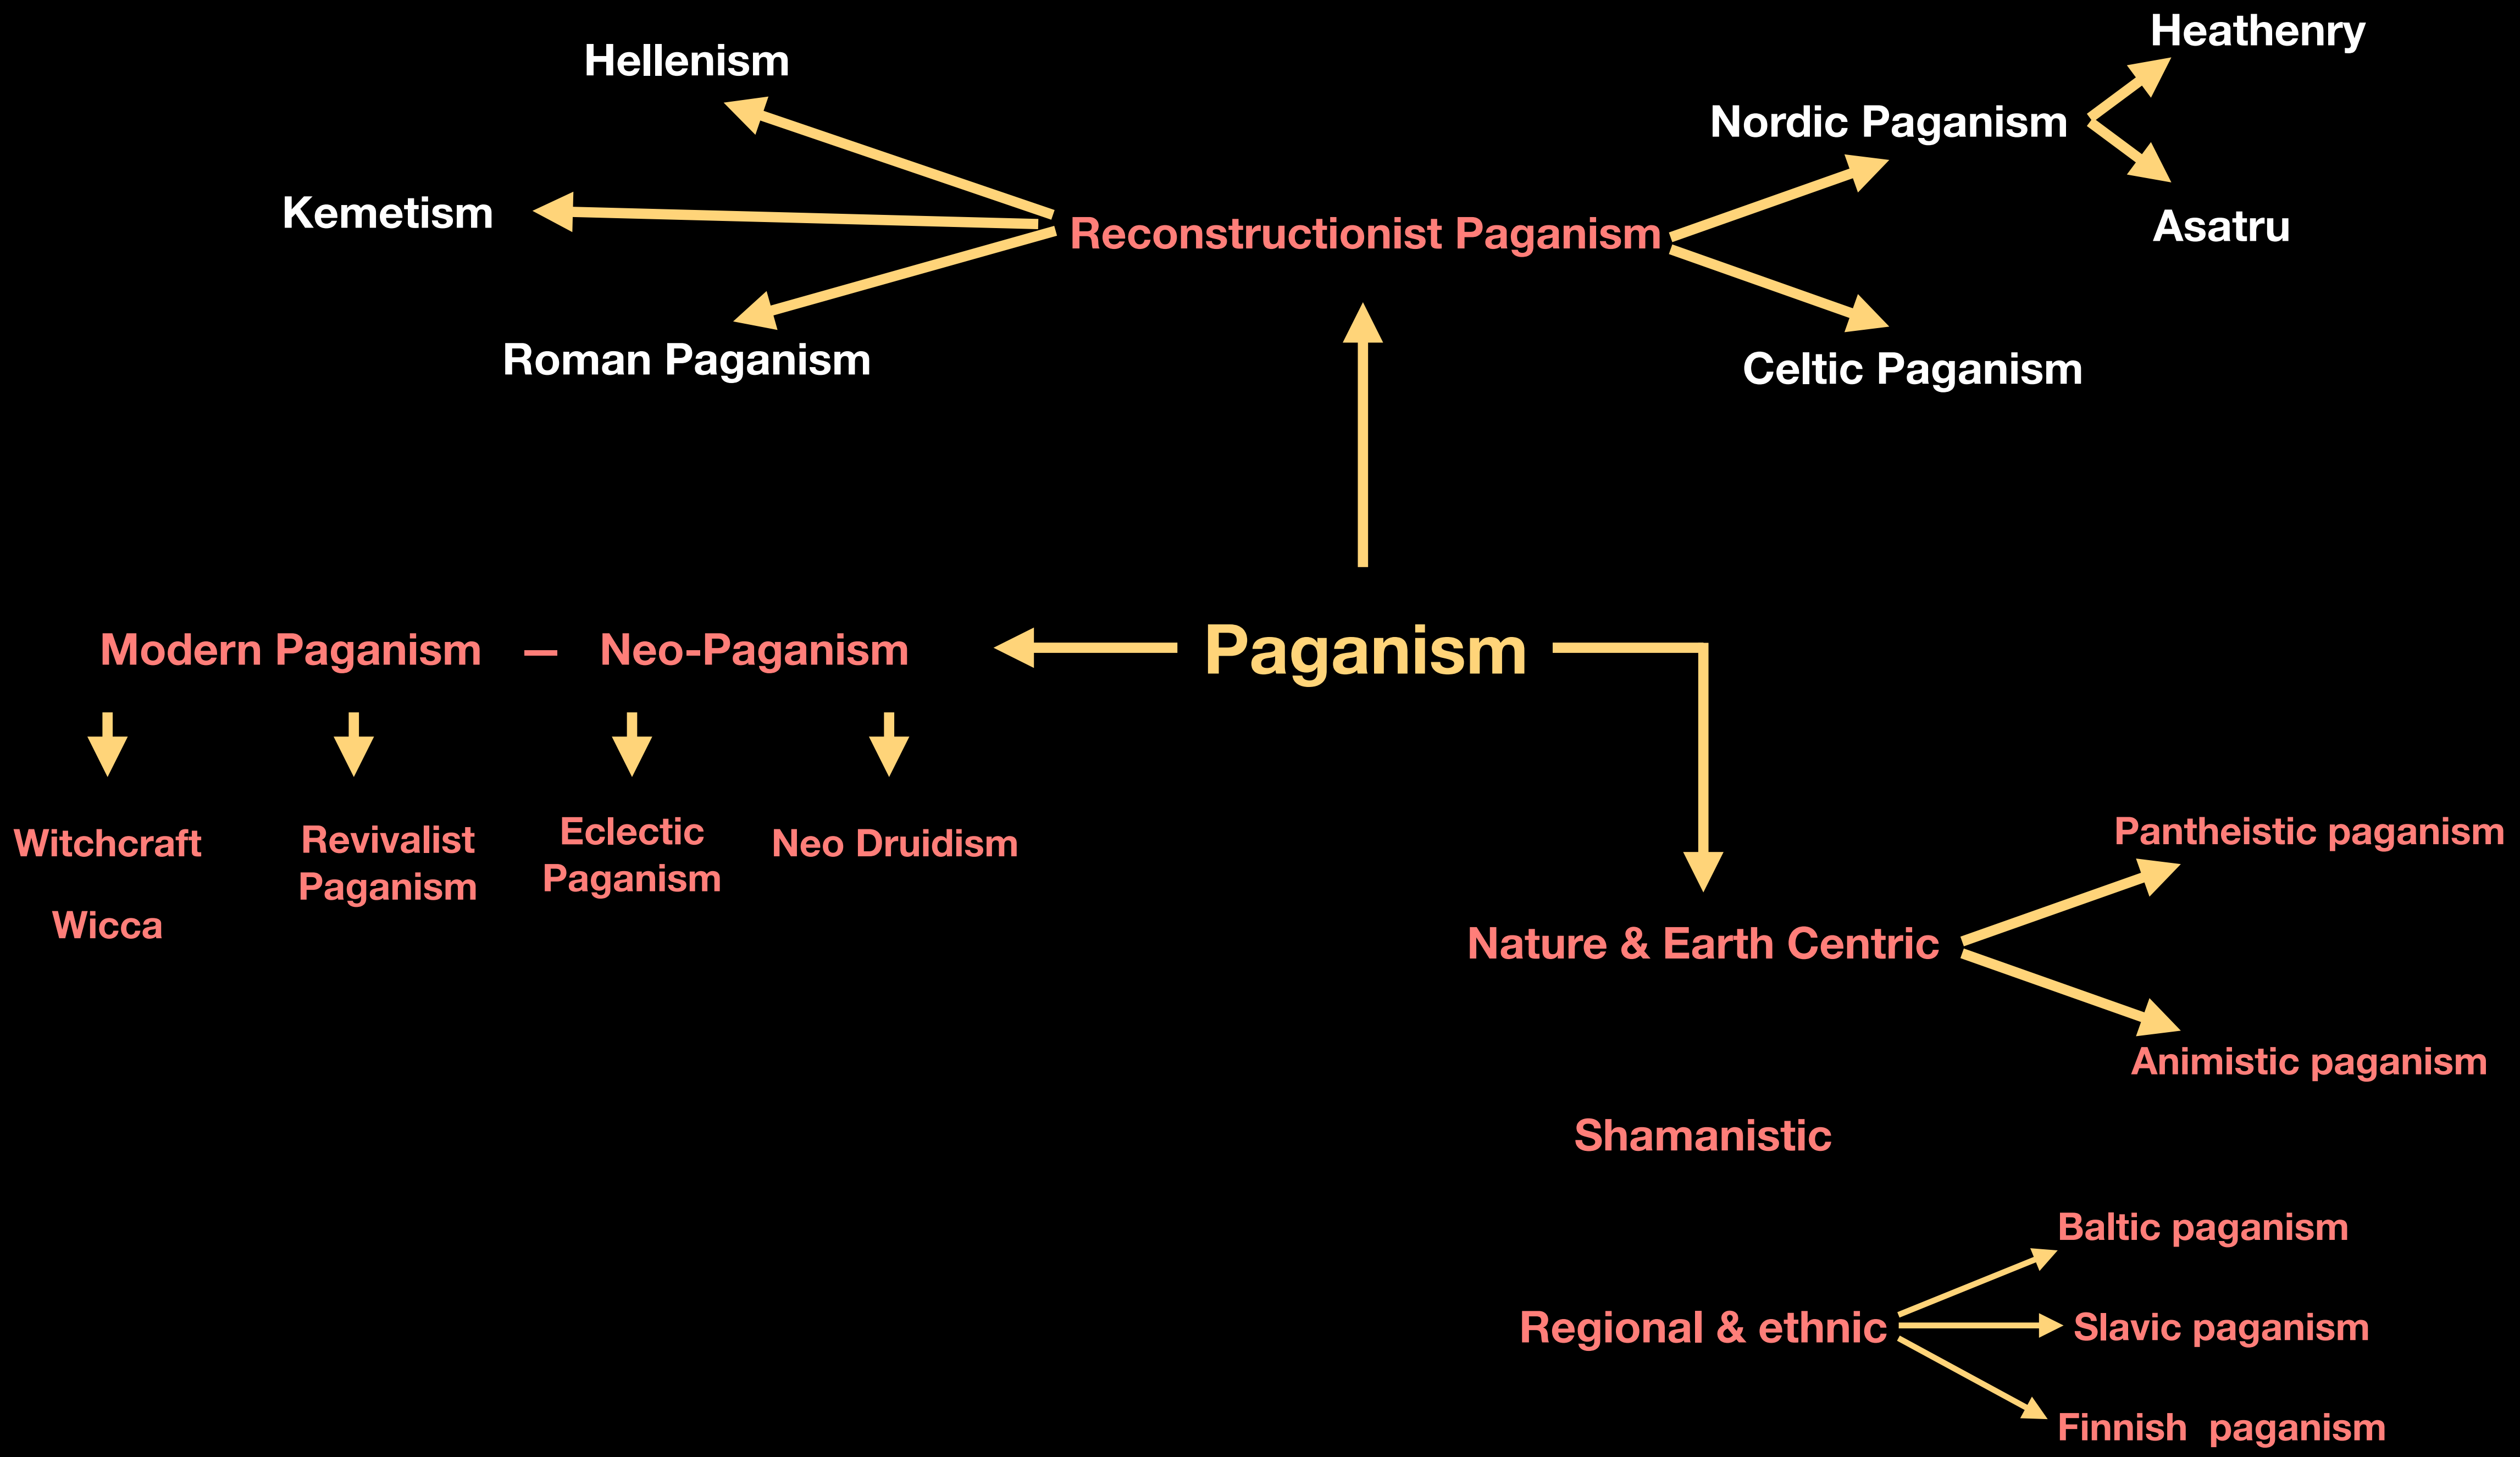 Heathenry
Hellenism
Nordic Paganism
Kemetism
Asatru
Reconstructionist Paganism
Roman Paganism
Celtic Paganism
Modern Paganism – Neo-Paganism
Paganism
Witchcraft
Wicca
Revivalist
Paganism
Eclectic
Paganism
Neo Druidism
Pantheistic paganism
Nature & Earth Centric
Animistic paganism
Shamanistic
Baltic paganism
Regional & ethnic
Slavic paganism
Finnish paganism